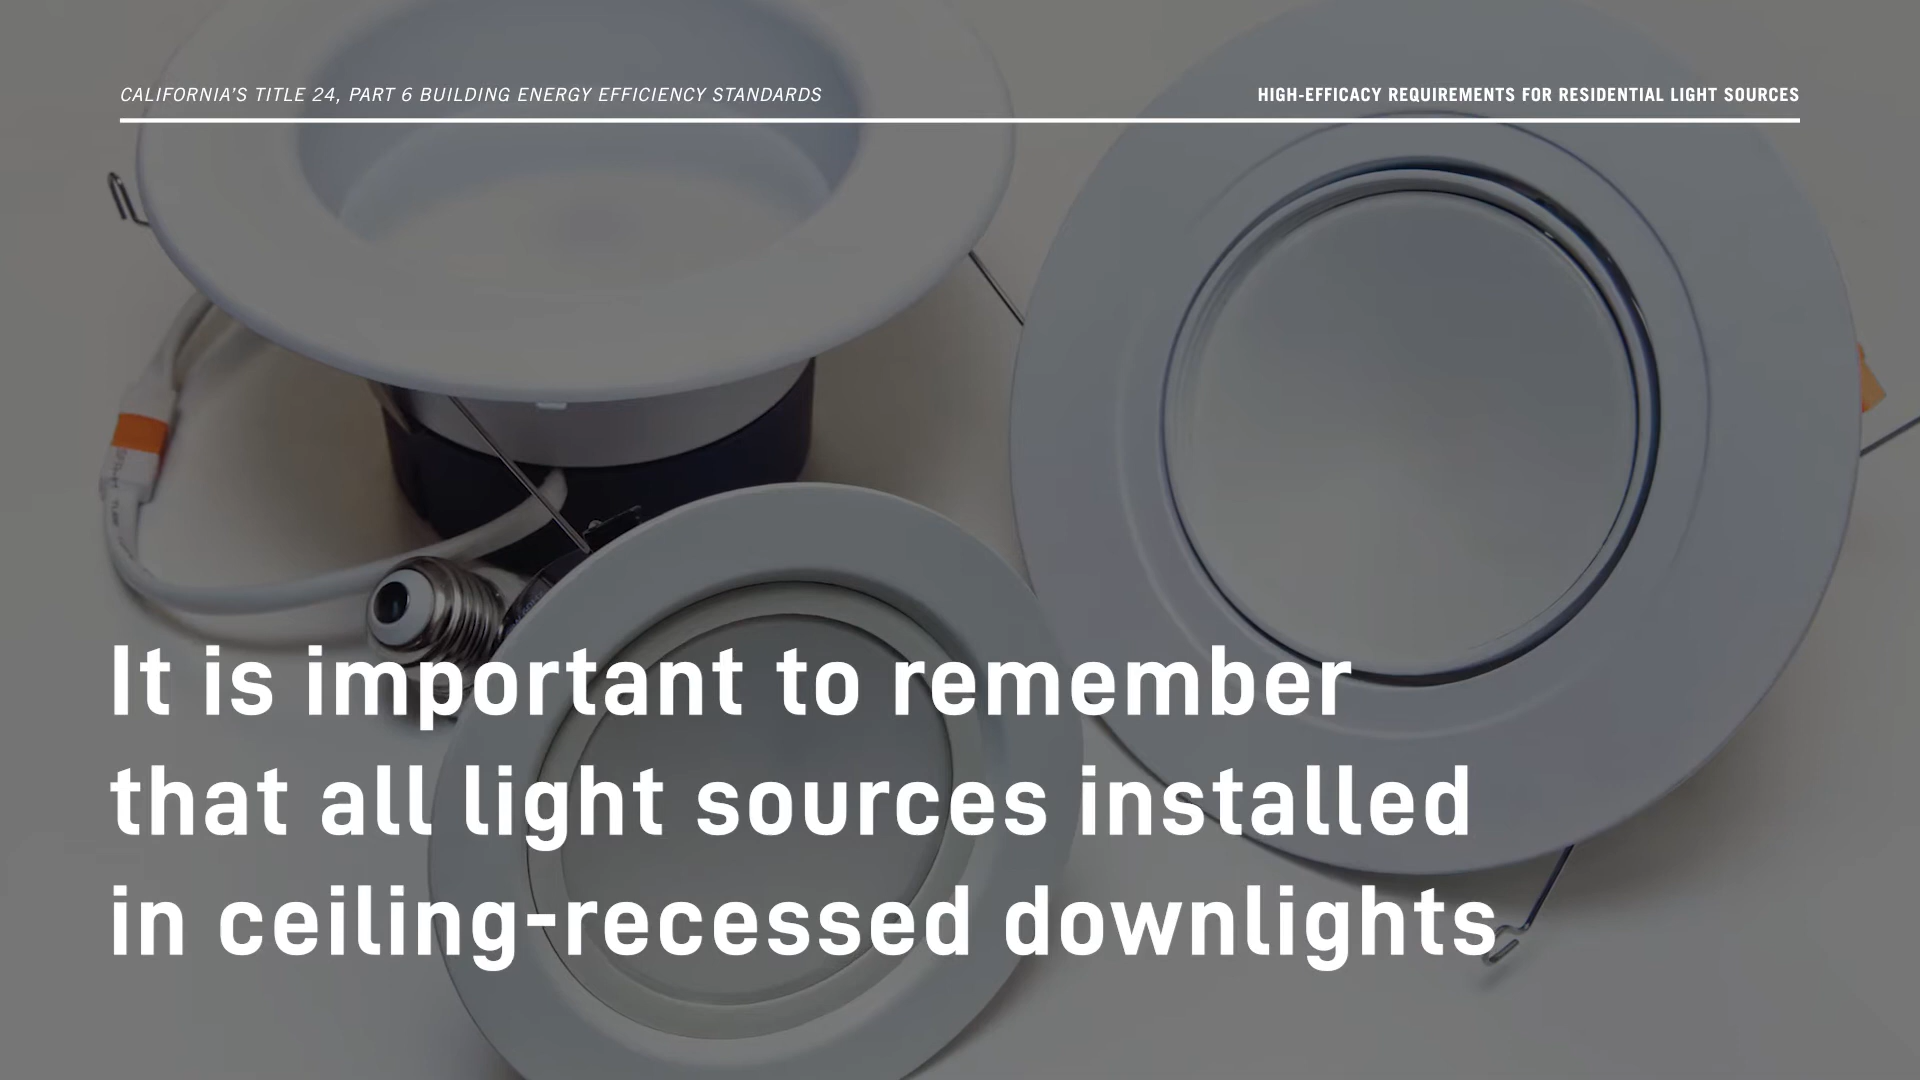 CALIFORNIA'S TITLE 24, PART 6 BUILDING ENERGY EFFICIENCY STANDARDS
HIGH-EFFICACY REQUIREMENTS FOR RESIDENTIAL LIGHT SOURCES
It is important to remember
that all light sources installed
in ceiling-recessed downlights